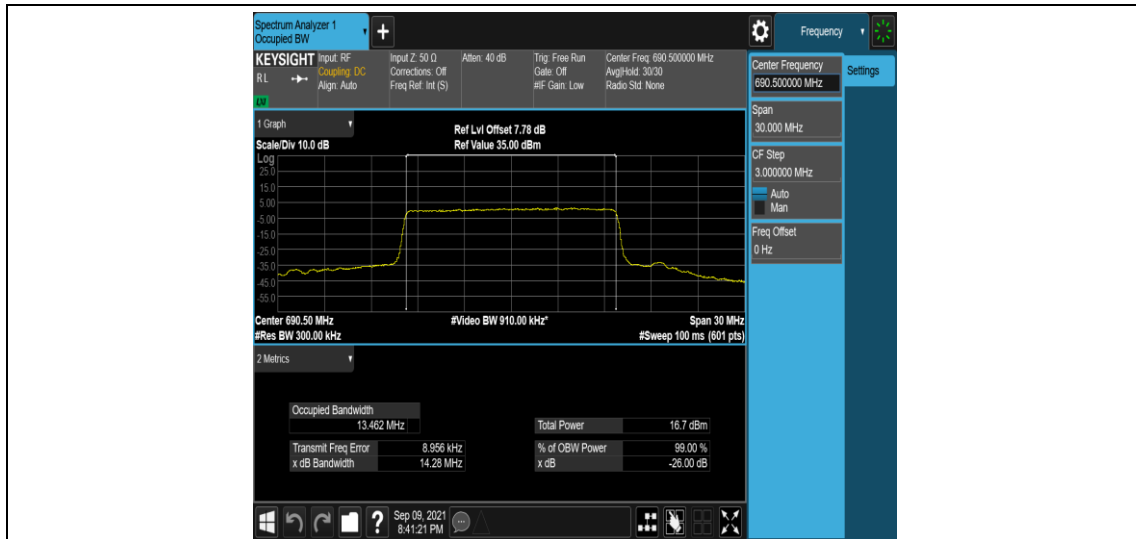 Spectrum Analyzer 1
Occupied BW
+
Frequency
KEYSIGHT
RL
LXI
Input: RF
Coupling: DC
Align: Auto
Input Z: 50 Ω
Corrections: Off
Freq Ref: Int (S)
Atten: 40 dB
Trig: Free Run
Gate: Off
#IF Gain: Low
Center Freq: 690.500000 MHz
Avg|Hold: 30/30
Radio Std: None
1 Graph
Scale/Div 10.0 dB
Ref Lvl Offset 7.78 dB
Ref Value 35.00 dBm
Log
25.0
15.0
5.00
-5.00
-15.0
-25.0
-35.0
-45.0
-55.0
Center 690.50 MHz
#Video BW 910.00 kHz*
Span 30 MHz
#Res BW 300.00 kHz
#Sweep 100 ms (601 pts)
2 Metrics
Occupied Bandwidth
13.462 MHz
Total Power 16.7 dBm
Transmit Freq Error 8.956 kHz
% of OBW Power 99.00 %
x dB Bandwidth 14.28 MHz
x dB -26.00 dB
Center Frequency
690.500000 MHz
Settings
Span
30.000 MHz
CF Step
3.000000 MHz
Auto
Man
Freq Offset
0 Hz
?
Sep 09, 2021
8:41:21 PM